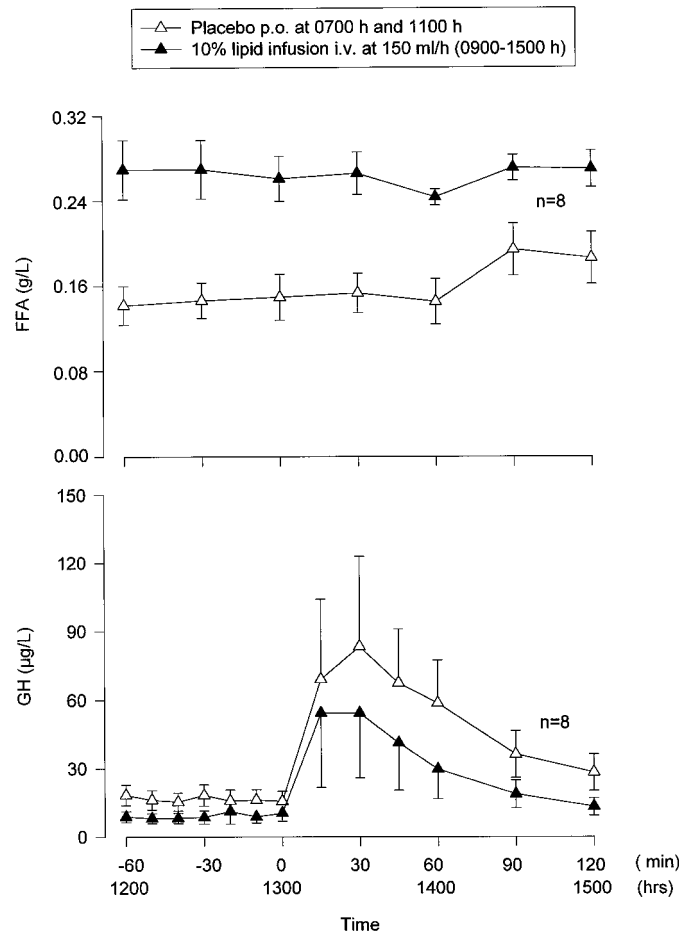 Placebo p.o. at 0700 h and 1100 h
10% lipid infusion i.v. at 150 ml/h (0900-1500 h)
0.32
0.24
0.16
0.08
0.00
FFA (g/L)
n=8
150
120
90
60
30
0
GH (µg/L)
n=8
-60 -30 0 30 60 90 120 ( min)
1200 1300 1400 1500 (hrs)
Time